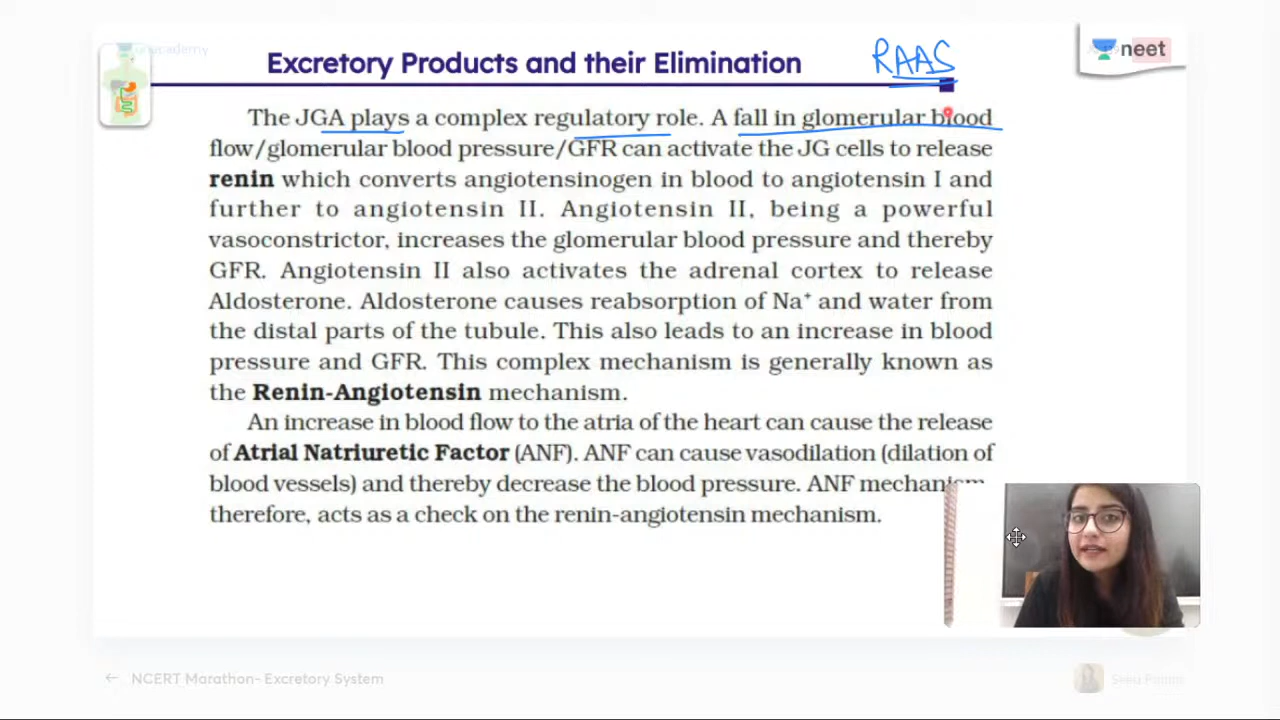 unacademy
Excretory Products and their Elimination
RAAS
neet
The JGA plays a complex regulatory role. A fall in glomerular blood
flow/glomerular blood pressure/GFR can activate the JG cells to release
renin which converts angiotensinogen in blood to angiotensin I and
further to angiotensin II. Angiotensin II, being a powerful
vasoconstrictor, increases the glomerular blood pressure and thereby
GFR. Angiotensin II also activates the adrenal cortex to release
Aldosterone. Aldosterone causes reabsorption of Na⁺ and water from
the distal parts of the tubule. This also leads to an increase in blood
pressure and GFR. This complex mechanism is generally known as
the Renin-Angiotensin mechanism.
An increase in blood flow to the atria of the heart can cause the release
of Atrial Natriuretic Factor (ANF). ANF can cause vasodilation (dilation of
blood vessels) and thereby decrease the blood pressure. ANF mechanism
therefore, acts as a check on the renin-angiotensin mechanism.
← NCERT Marathon- Excretory System